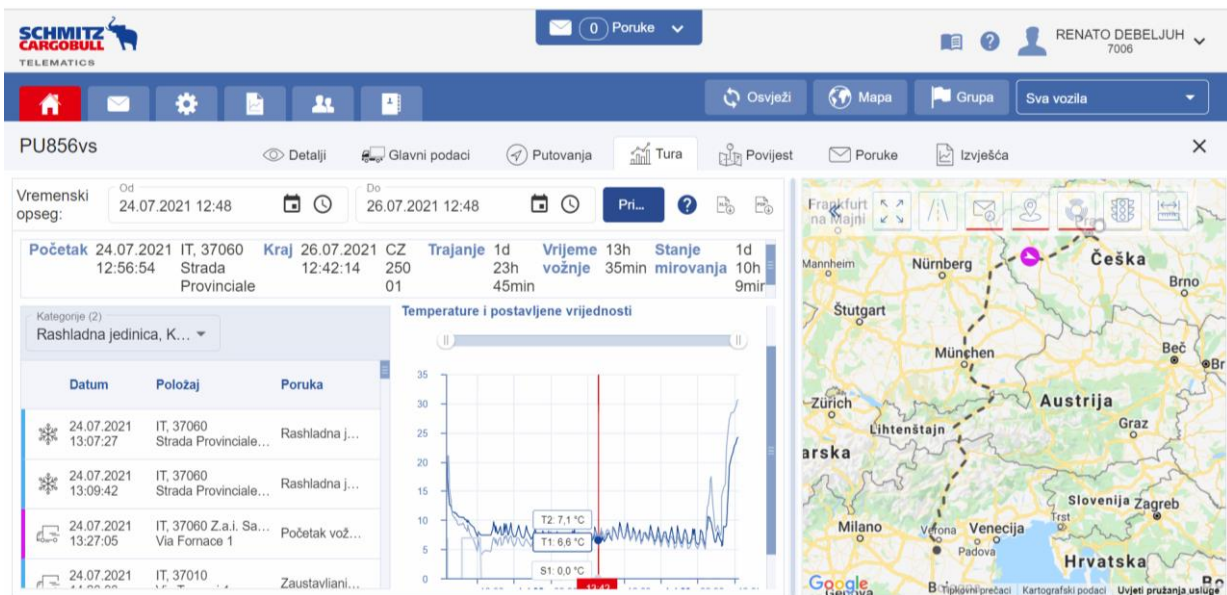 SCHMITZ
CARGOBULL
TELEMATICS
0 Poruke
RENATO DEBELJUH
7006
Osvježi
Mapa
Grupa
Sva vozila
PU856vs
Detalji
Glavni podaci
Putovanja
Tura
Povijest
Poruke
Izvješća
Vremenski
opseg:
Od
24.07.2021 12:48
Do
26.07.2021 12:48
Pri...
Početak 24.07.2021 IT, 37060 Kraj 26.07.2021 CZ Trajanje 1d Vrijeme 13h Stanje 1d
12:56:54 Strada 12:42:14 250 23h vožnje 35min mirovanja 10h
Provinciale 01 45min 9min
Kategorije (2)
Rashladna jedinica, K...
Datum Položaj Poruka
24.07.2021 IT, 37060
13:07:27 Strada Provinciale... Rashladna j...
24.07.2021 IT, 37060
13:09:42 Strada Provinciale... Rashladna j...
24.07.2021 IT, 37060 Z.a.i. Sa...
13:27:05 Via Fornace 1 Početak vož...
24.07.2021 IT, 37010
Zaustavljani...
Temperature i postavljene vrijednosti
35
30
25
20
15
10
5
0
T2: 7,1 °C
T1: 6,6 °C
S1: 0,0 °C
Frankfurt
na Majni
Mannheim
Nürnberg
Češka
Brno
Štutgart
München
Beč
Br
Zürich
Lihtenštajn
Austrija
Graz
arska
Slovenija
Zagreb
Trst
Milano
Verona
Venecija
Padova
Hrvatska
Google
Tipkovni prečaci
Kartografski podaci
Uvjeti pružanja usluge